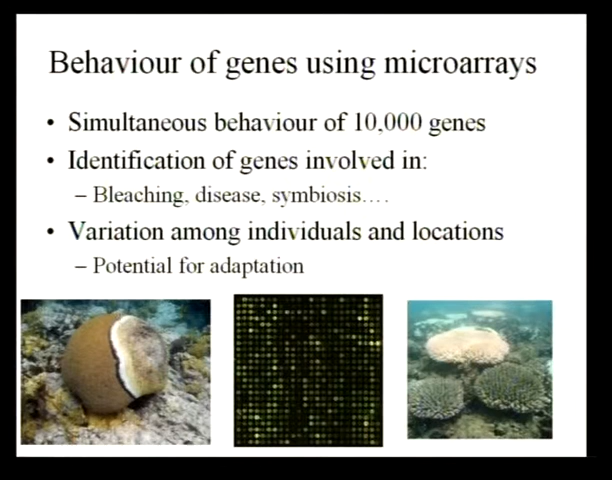 Behaviour of genes using microarrays
• Simultaneous behaviour of 10,000 genes
• Identification of genes involved in:
– Bleaching, disease, symbiosis….
• Variation among individuals and locations
– Potential for adaptation